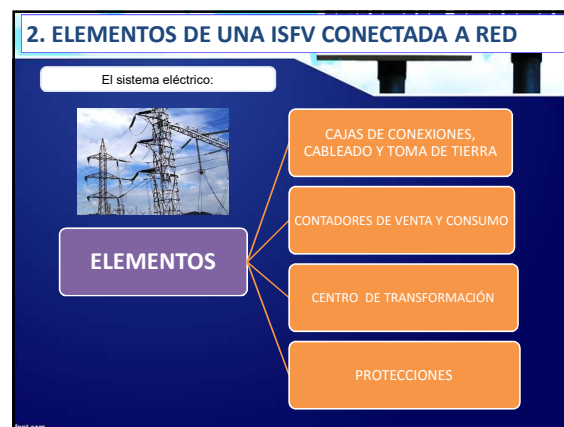 2. ELEMENTOS DE UNA ISFV CONECTADA A RED
El sistema eléctrico:
ELEMENTOS
CAJAS DE CONEXIONES,
CABLEADO Y TOMA DE TIERRA
CONTADORES DE VENTA Y CONSUMO
CENTRO DE TRANSFORMACIÓN
PROTECCIONES